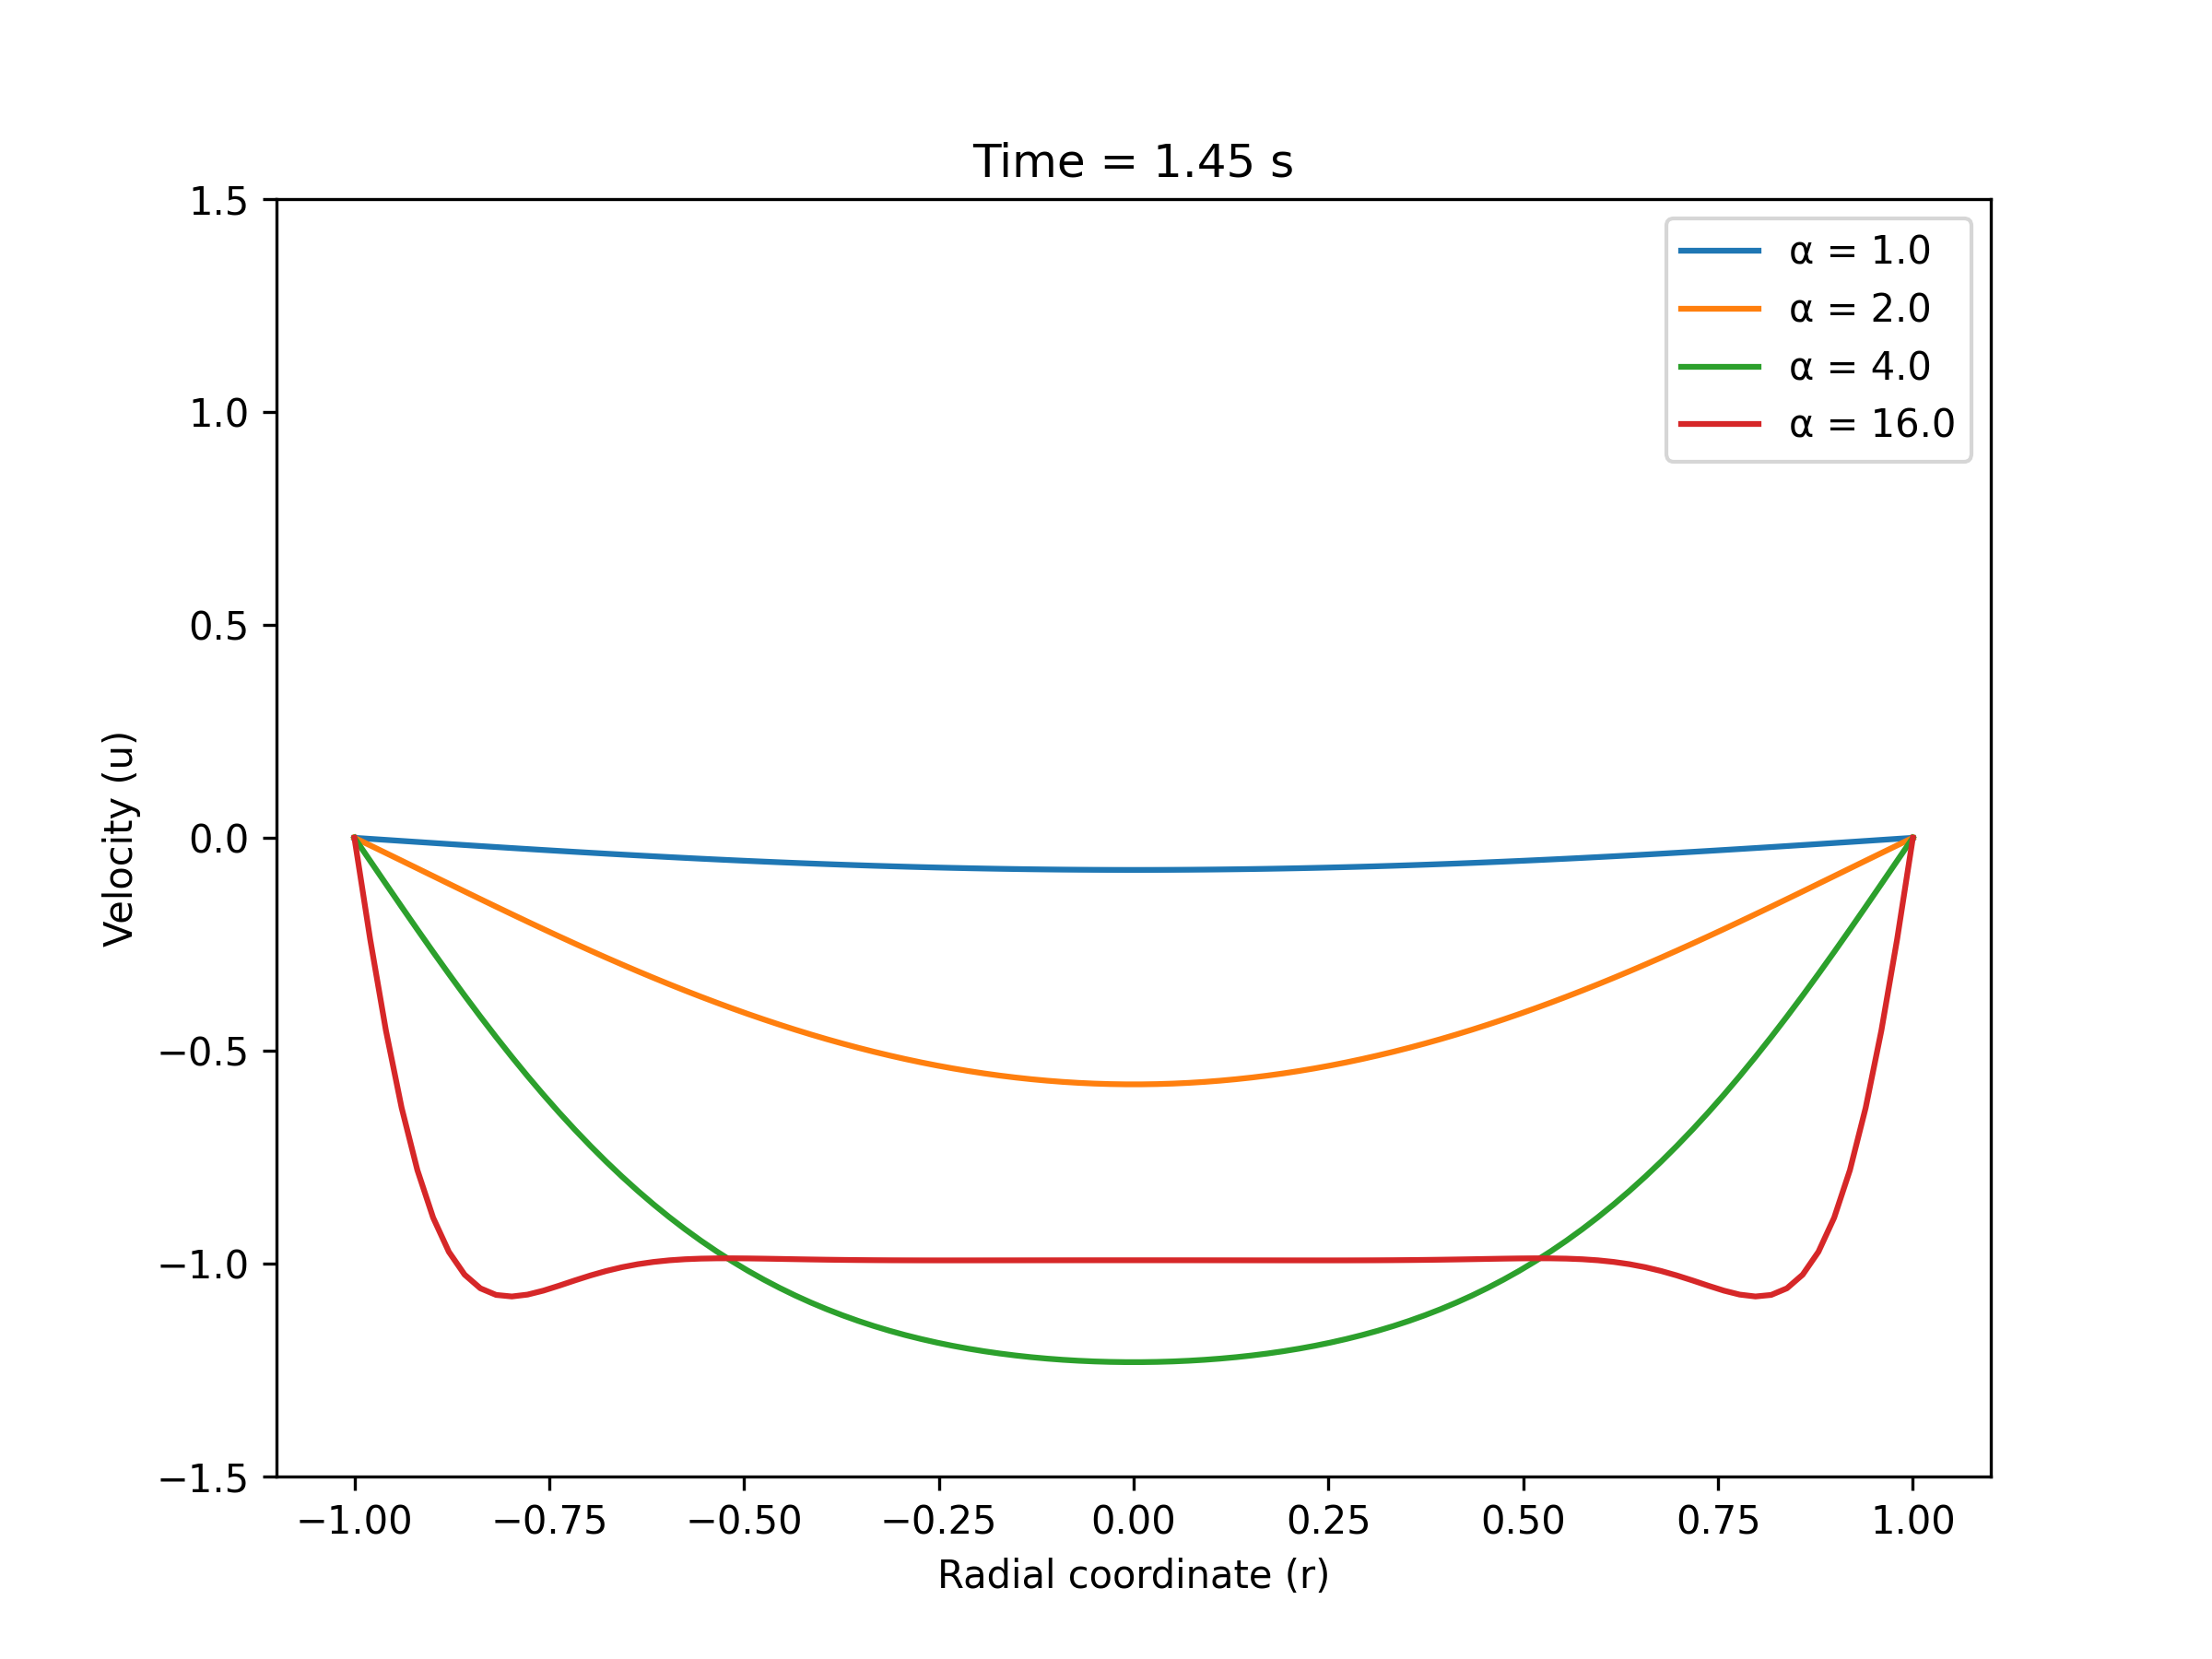 Time = 1.45 s
1.5
1.0
0.5
0.0
−0.5
−1.0
−1.5
Velocity (u)
α = 1.0
α = 2.0
α = 4.0
α = 16.0
−1.00 −0.75 −0.50 −0.25 0.00 0.25 0.50 0.75 1.00
Radial coordinate (r)